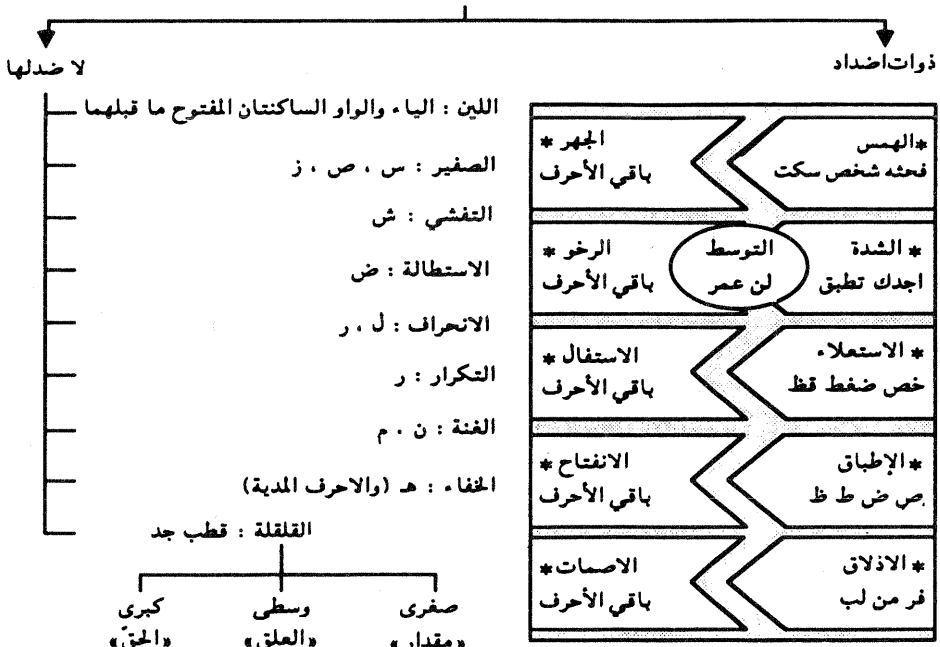 ذوات اضداد
*الهمس
فحثه شخص سكت
الجهر *
باقي الأحرف
* الشدة
اجدك تطبق
التوسط
لن عمر
الرخو *
باقي الأحرف
* الاستعلاء
خص ضغط قظ
الاستفال *
باقي الأحرف
* الإطباق
ص ض ط ظ
الانفتاح *
باقي الأحرف
* الاذلاق
فر من لب
الاصمات *
باقي الأحرف
لا ضدلها
اللين : الياء والواو الساكنتان المفتوح ما قبلهما
الصفير : س ، ص ، ز
التفشي : ش
الاستطالة : ض
الانحراف : ل ، ر
التكرار : ر
الغنة : ن ، م
الخفاء : هـ (والاحرف المدية)
القلقلة : قطب جد
صغرى
«مقدار»
وسطى
«العلق»
كبرى
«الحقّ»